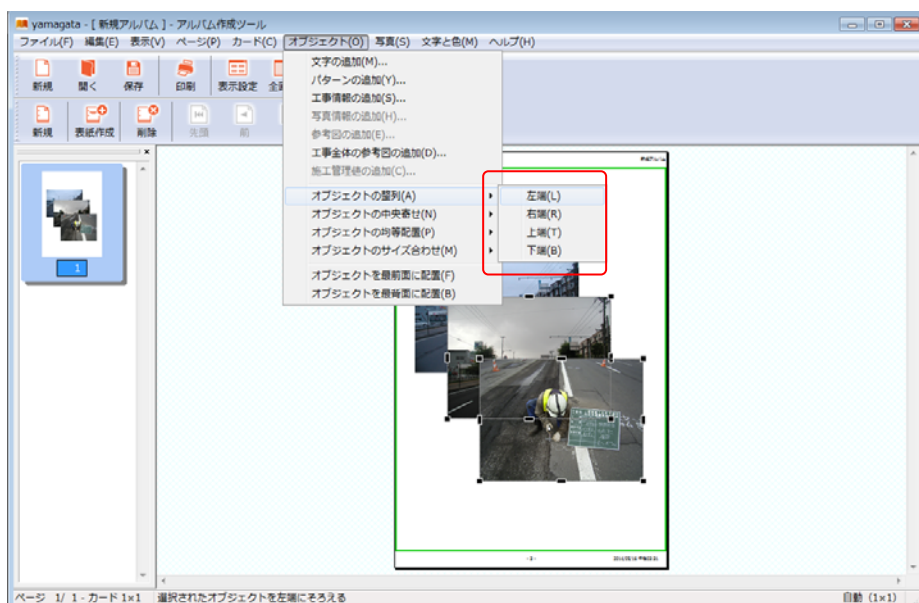 yamagata - [ 新規アルバム ] - アルバム作成ツール
ファイル(F) 編集(E) 表示(V) ページ(P) カード(C) オブジェクト(O) 写真(S) 文字と色(M) ヘルプ(H)
新規 開く 保存 印刷 表示設定
新規 表紙作成 削除 先頭 前
文字の追加(M)...
パターンの追加(Y)...
工事情報の追加(S)...
写真情報の追加(H)...
参考図の追加(E)...
工事全体の参考図の追加(D)...
施工管理値の追加(C)...
オブジェクトの整列(A)
オブジェクトの中央寄せ(N)
オブジェクトの均等配置(P)
オブジェクトのサイズ合わせ(M)
オブジェクトを最前面に配置(F)
オブジェクトを最背面に配置(B)
左端(L)
右端(R)
上端(T)
下端(B)
1
- 1 -
ページ 1/ 1 - カード 1×1 選択されたオブジェクトを左端にそろえる 自動 (1×1)